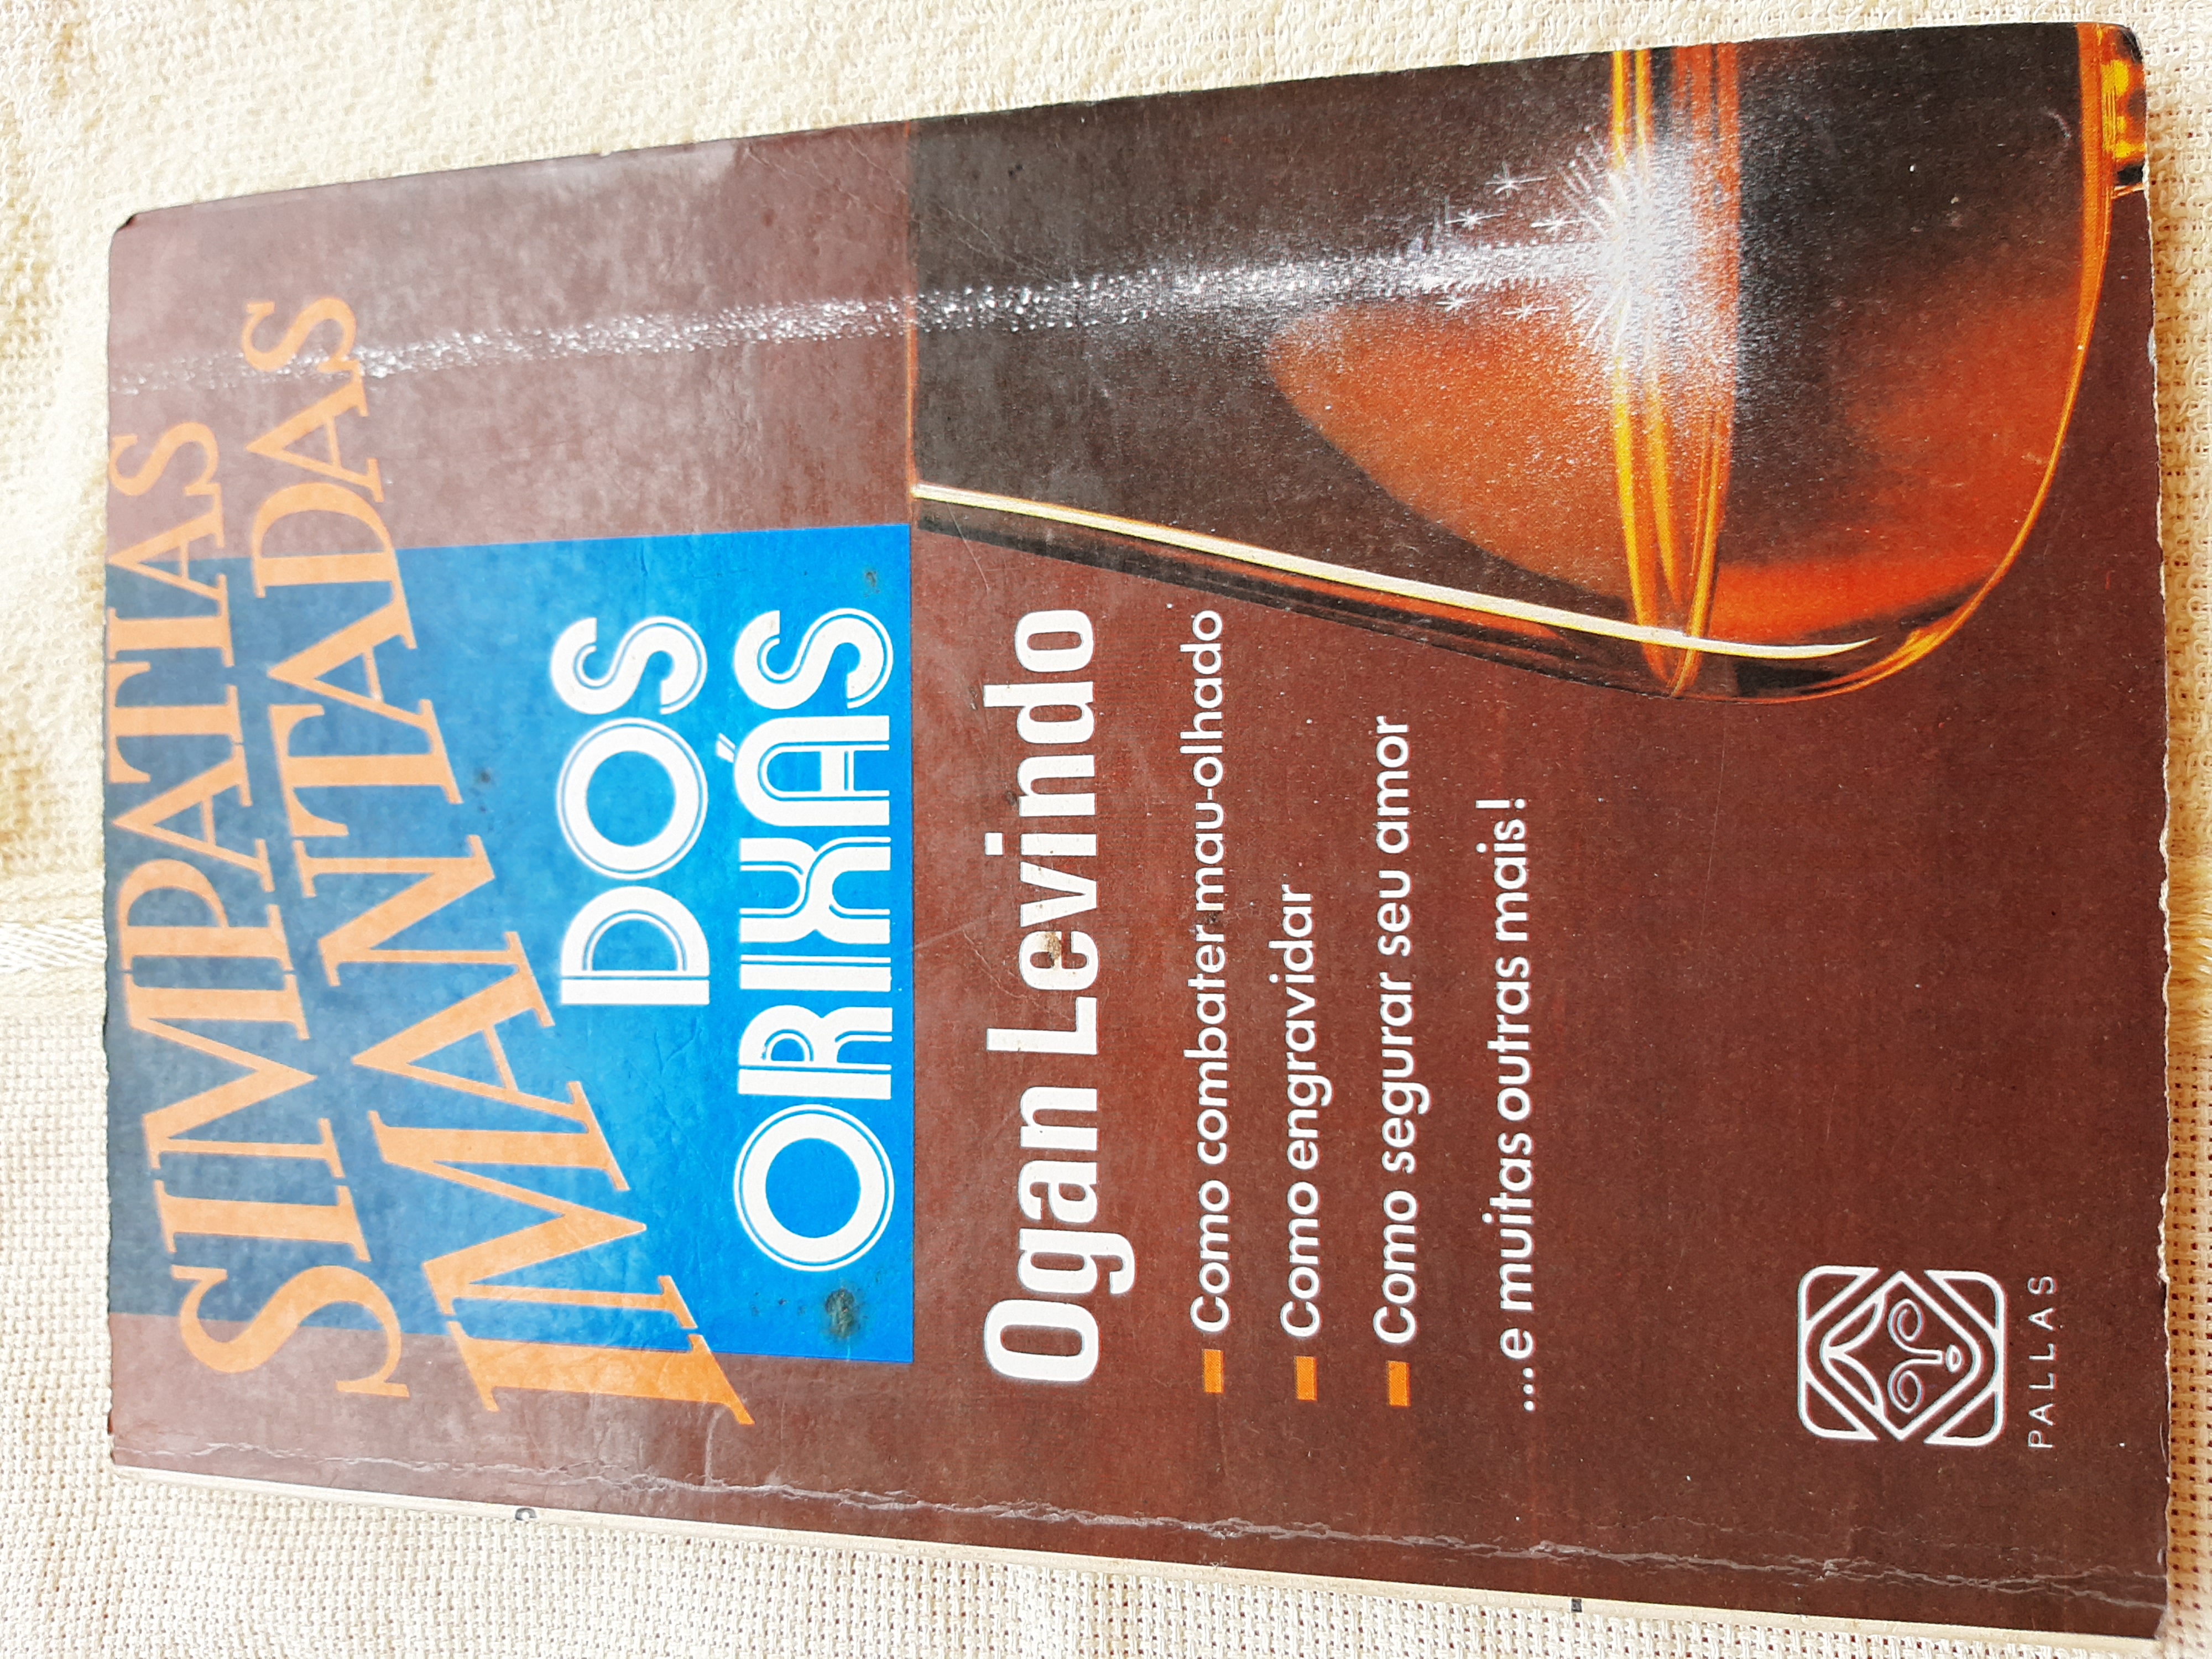 SIMPATIAS
IMANTADAS
DOS
ORIXÁS
Ogan Levindo
Como combater mau-olhado
Como engravidar
Como segurar seu amor
...e muitas outras mais!
PALLAS